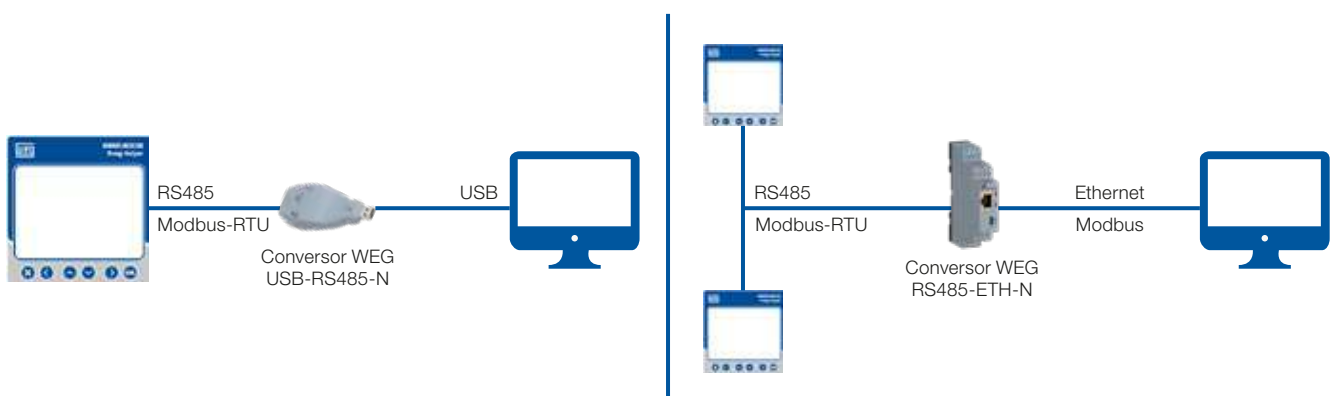 RS485
Modbus-RTU
USB
Conversor WEG
USB-RS485-N
RS485
Modbus-RTU
Ethernet
Modbus
Conversor WEG
RS485-ETH-N